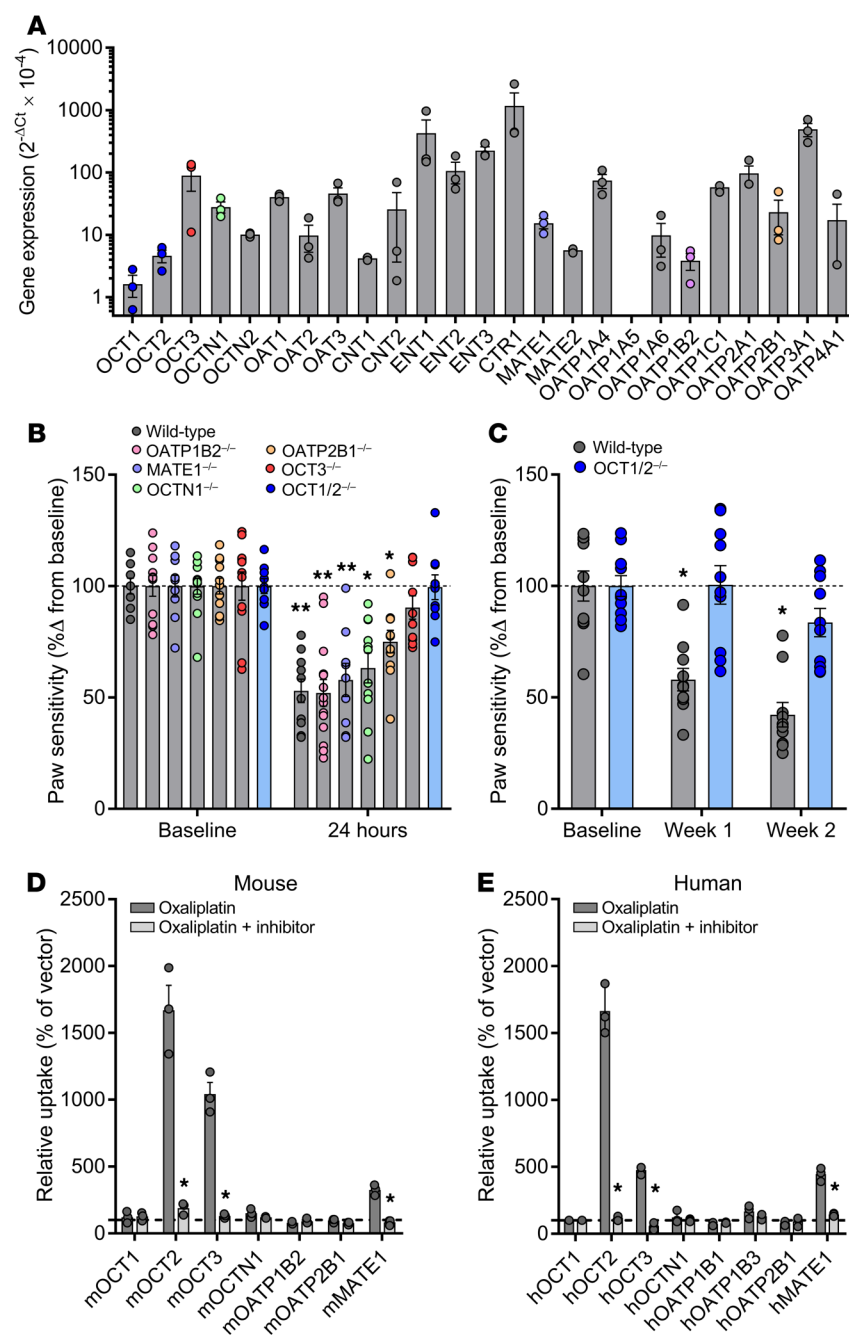 A
Gene expression (2^-ΔCt × 10^-4)
10000
1000
100
10
1
OCT1
OCT2
OCT3
OCTN1
OCTN2
OAT1
OAT2
OAT3
CNT1
CNT2
ENT1
ENT2
ENT3
CTR1
MATE1
MATE2
OATP1A4
OATP1A5
OATP1A6
OATP1B2
OATP1C1
OATP2A1
OATP2B1
OATP3A1
OATP4A1
B
Wild-type
OATP1B2–/–
MATE1–/–
OCTN1–/–
OATP2B1–/–
OCT3–/–
OCT1/2–/–
Paw sensitivity (%Δ from baseline)
150
100
50
0
**
**
**
*
*
Baseline
24 hours
C
Wild-type
OCT1/2–/–
Paw sensitivity (%Δ from baseline)
150
100
50
0
*
*
Baseline
Week 1
Week 2
D
Mouse
Oxaliplatin
Oxaliplatin + inhibitor
Relative uptake (% of vector)
2500
2000
1500
1000
500
0
*
*
*
mOCT1
mOCT2
mOCT3
mOCTN1
mOATP1B2
mOATP2B1
mMATE1
E
Human
Oxaliplatin
Oxaliplatin + inhibitor
Relative uptake (% of vector)
2500
2000
1500
1000
500
0
*
*
*
hOCT1
hOCT2
hOCT3
hOCTN1
hOATP1B1
hOATP1B3
hOATP2B1
hMATE1